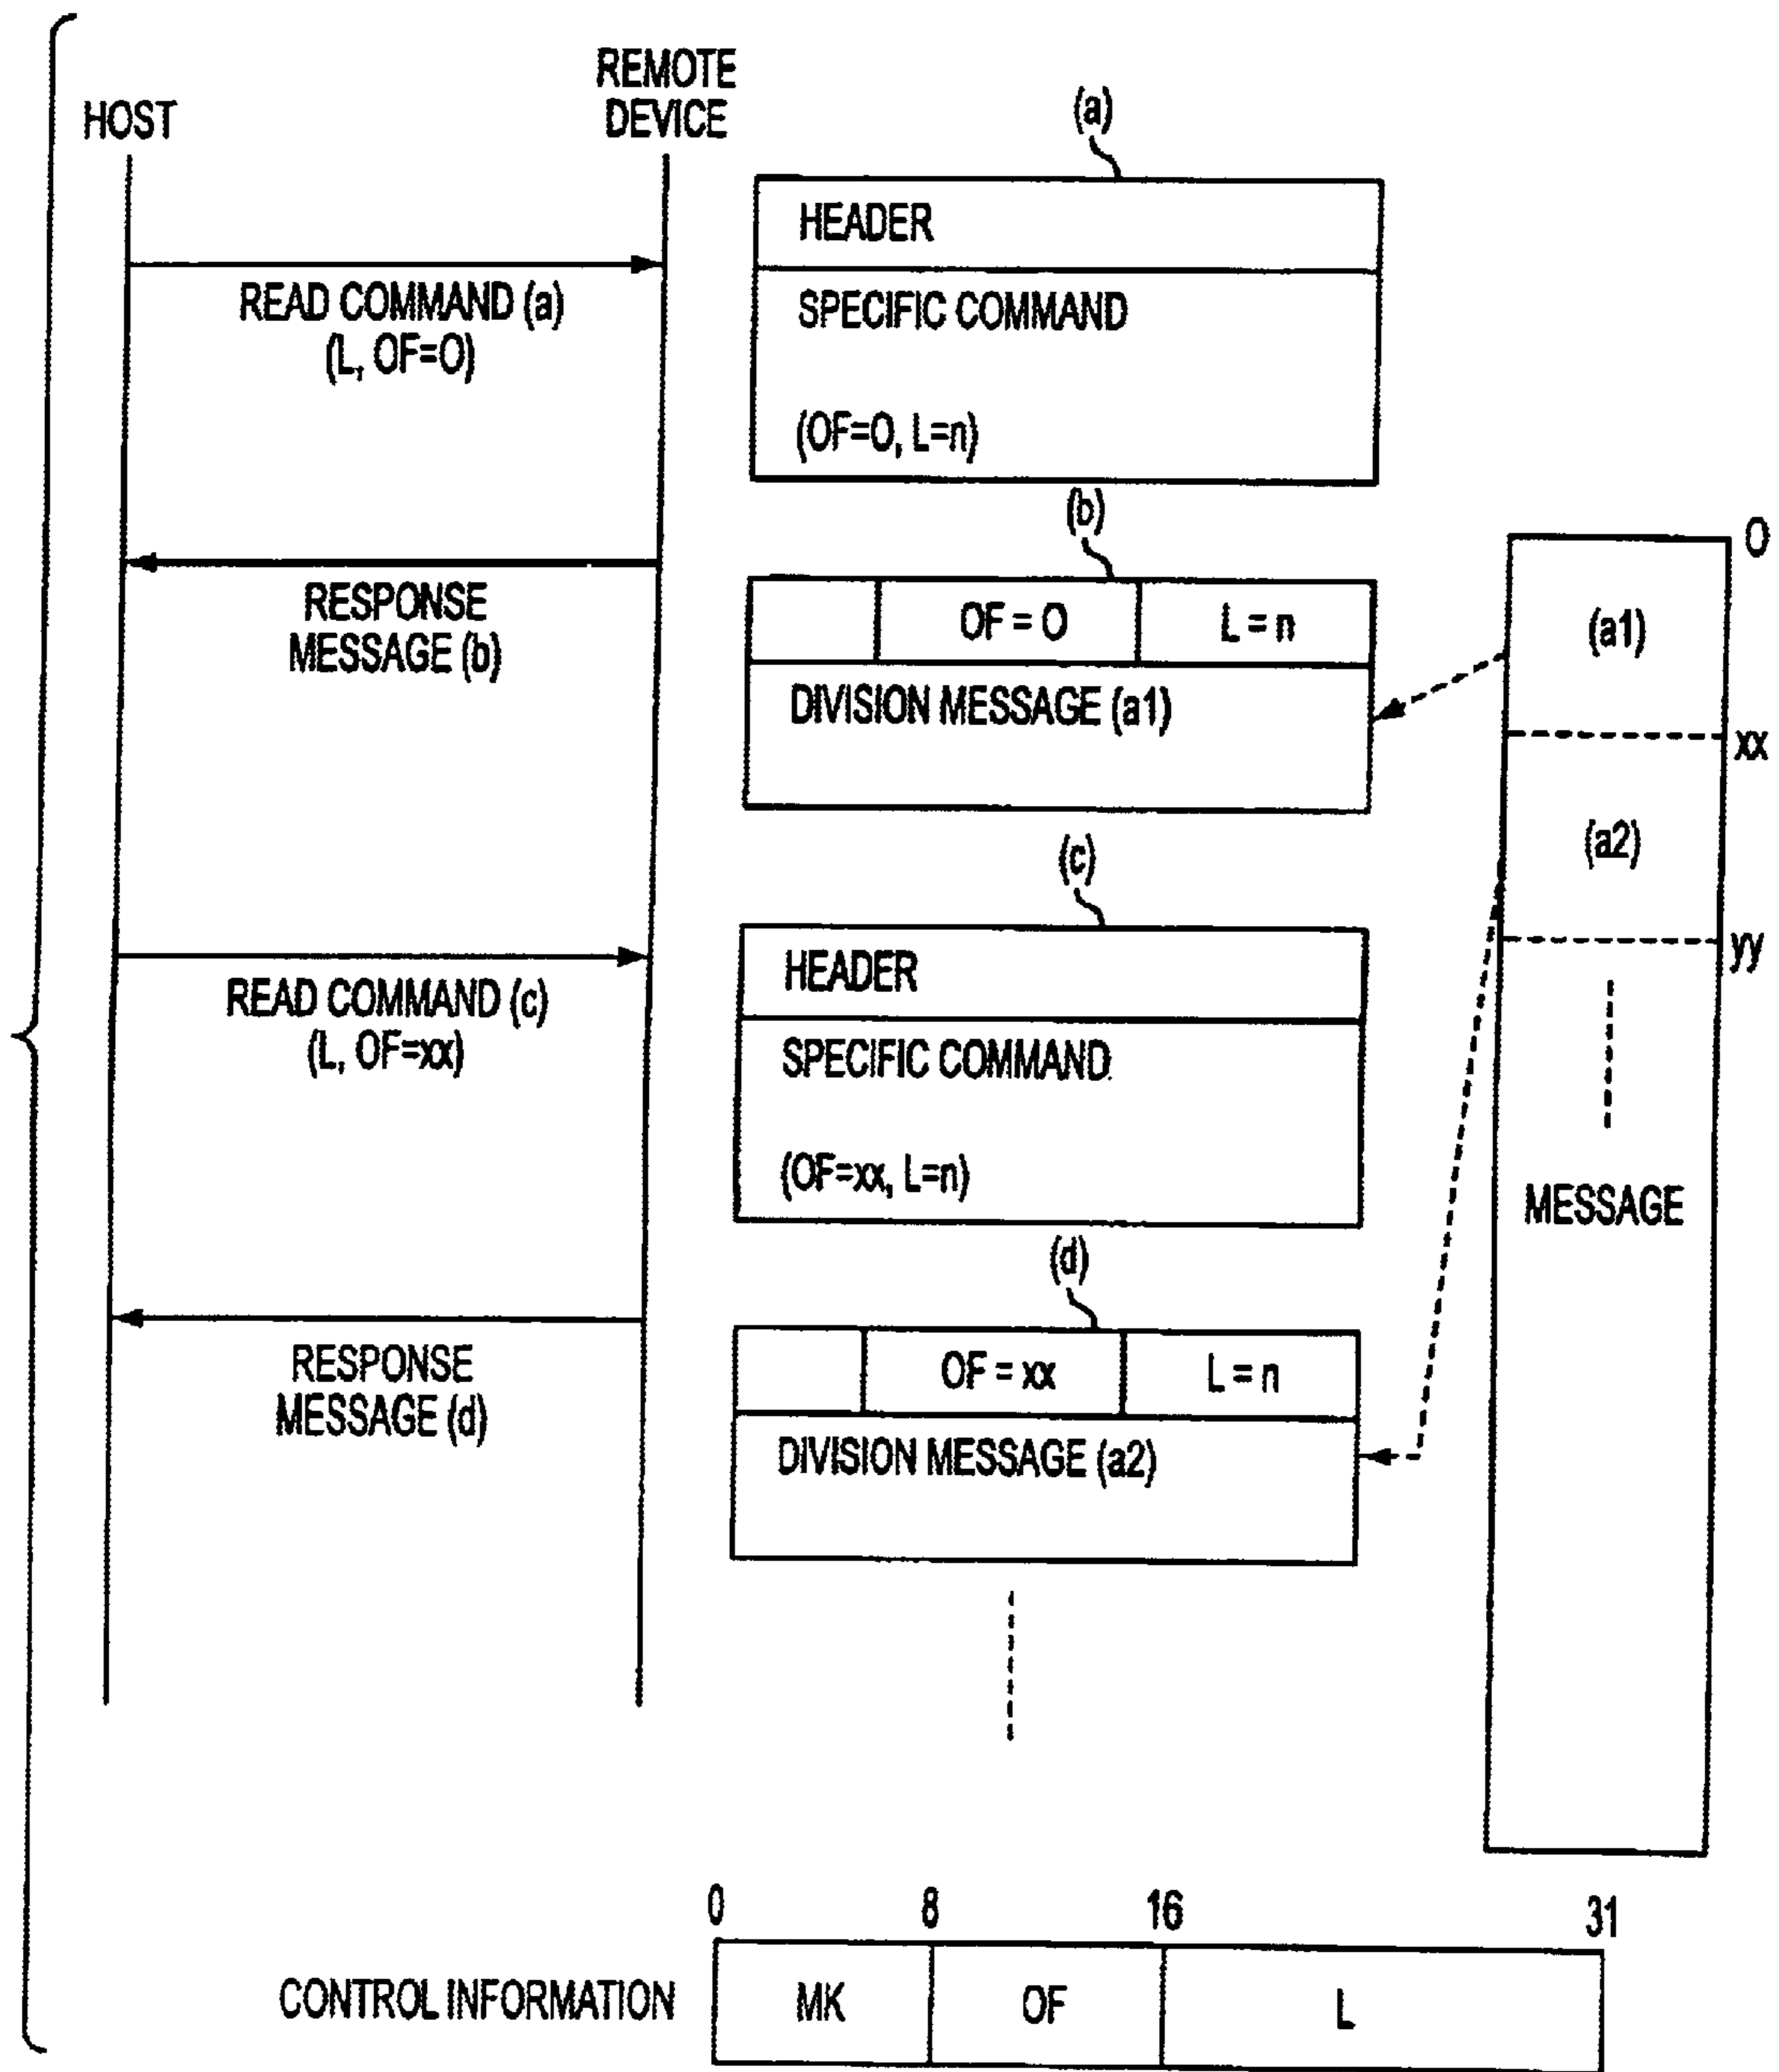 HOST
REMOTE
DEVICE
READ COMMAND (a)
(L, OF=0)
RESPONSE
MESSAGE (b)
READ COMMAND (c)
(L, OF=xx)
RESPONSE
MESSAGE (d)
(a)
HEADER
SPECIFIC COMMAND
(OF=0, L=n)
(b)
OF = 0
L = n
DIVISION MESSAGE (a1)
(c)
HEADER
SPECIFIC COMMAND
(OF=xx, L=n)
(d)
OF = xx
L = n
DIVISION MESSAGE (a2)
0
(a1)
xx
(a2)
yy
MESSAGE
0 8 16 31
CONTROL INFORMATION MK OF L